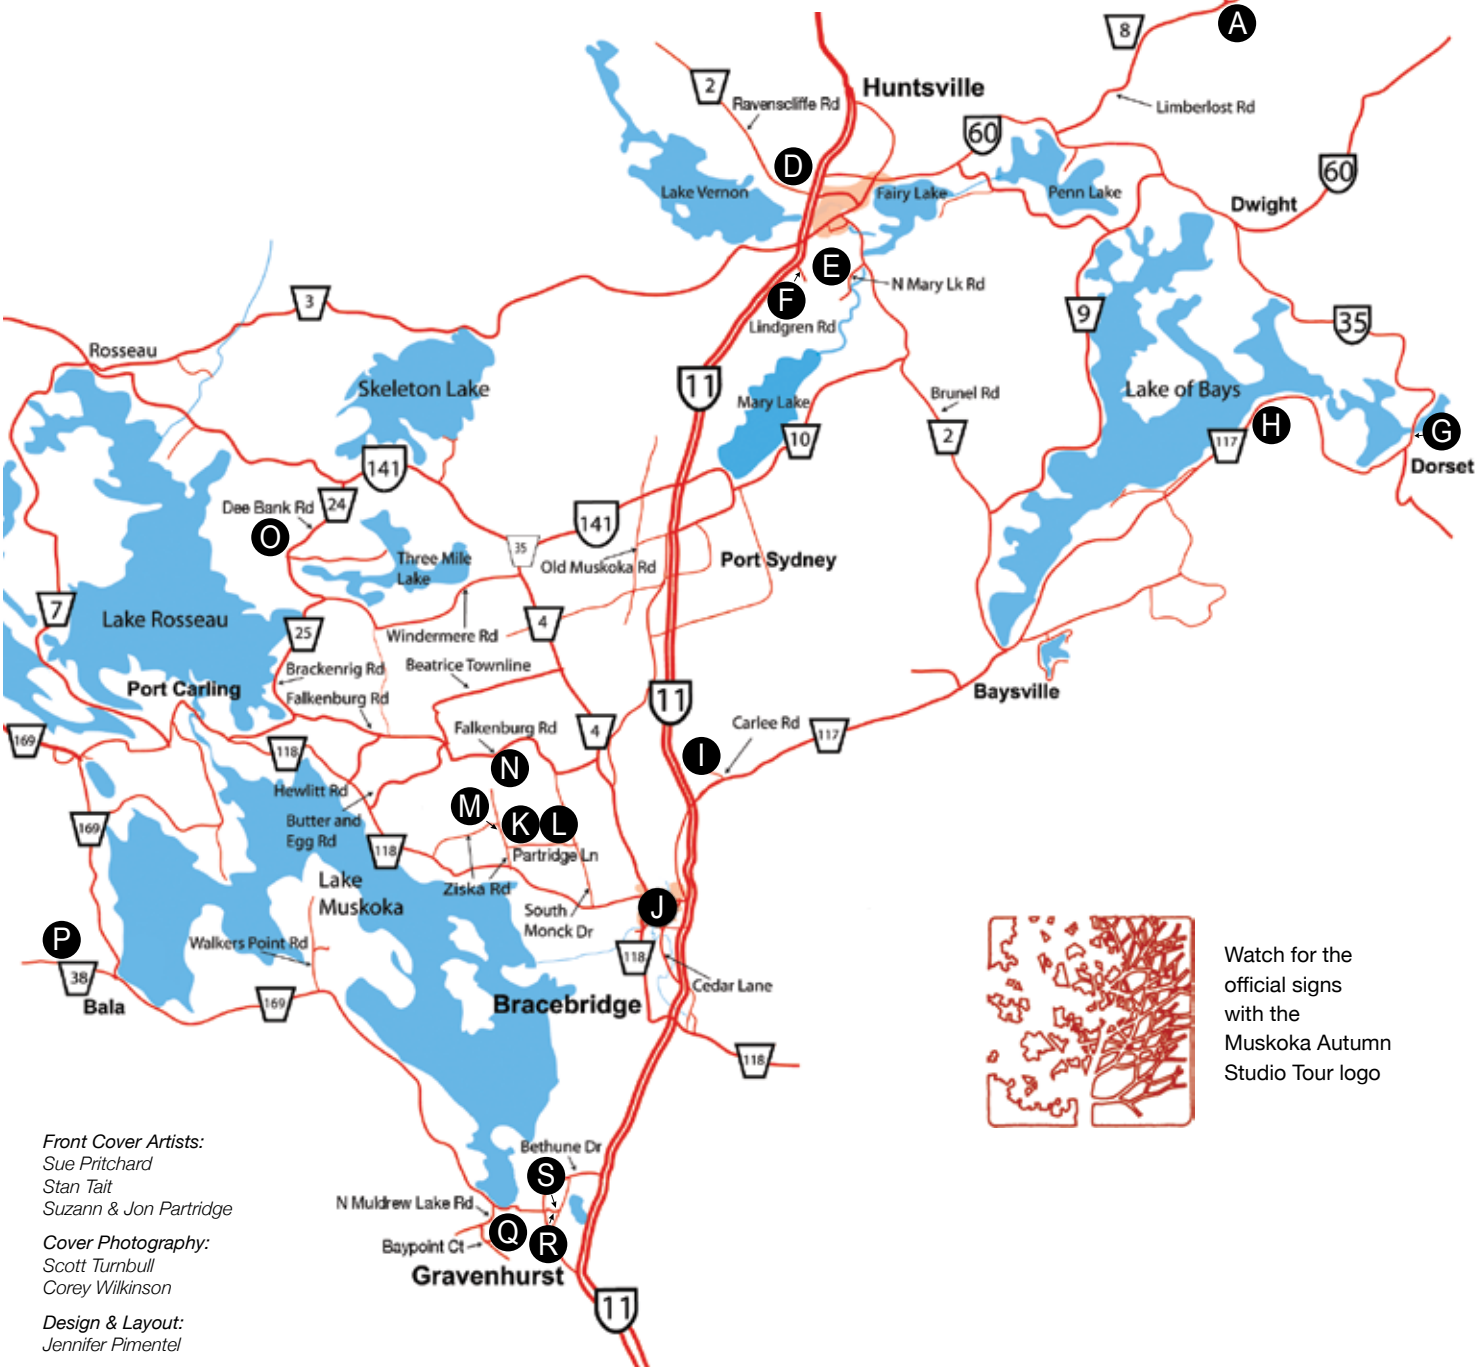 A
8
2
Huntsville
Ravenscliffe Rd
Limberlost Rd
60
D
60
Lake Vernon
Fairy Lake
Penn Lake
Dwight
E
N Mary Lk Rd
F
3
Lindgren Rd
9
35
Rosseau
11
Skeleton Lake
Lake of Bays
Mary Lake
Brunel Rd
H
G
10
2
117
Dorset
141
24
Dee Bank Rd
O
141
35
Three Mile
Lake
Old Muskoka Rd
Port Sydney
7
Lake Rosseau
4
25
Windermere Rd
Brackenrig Rd
Beatrice Townline
Port Carling
Falkenburg Rd
11
Baysville
169
118
Falkenburg Rd
4
Carlee Rd
117
I
N
Hewlitt Rd
M
K
L
169
Butter and
Egg Rd
118
Partridge Ln
Lake
Muskoka
Ziska Rd
South
Monck Dr
J
P
Walkers Point Rd
118
38
Bala
169
Bracebridge
Cedar Lane
118
Watch for the
official signs
with the
Muskoka Autumn
Studio Tour logo
Bethune Dr
S
N Muldrew Lake Rd
Q
R
Baypoint Ct
Gravenhurst
11
Front Cover Artists:
Sue Pritchard
Stan Tait
Suzann & Jon Partridge
Cover Photography:
Scott Turnbull
Corey Wilkinson
Design & Layout:
Jennifer Pimentel